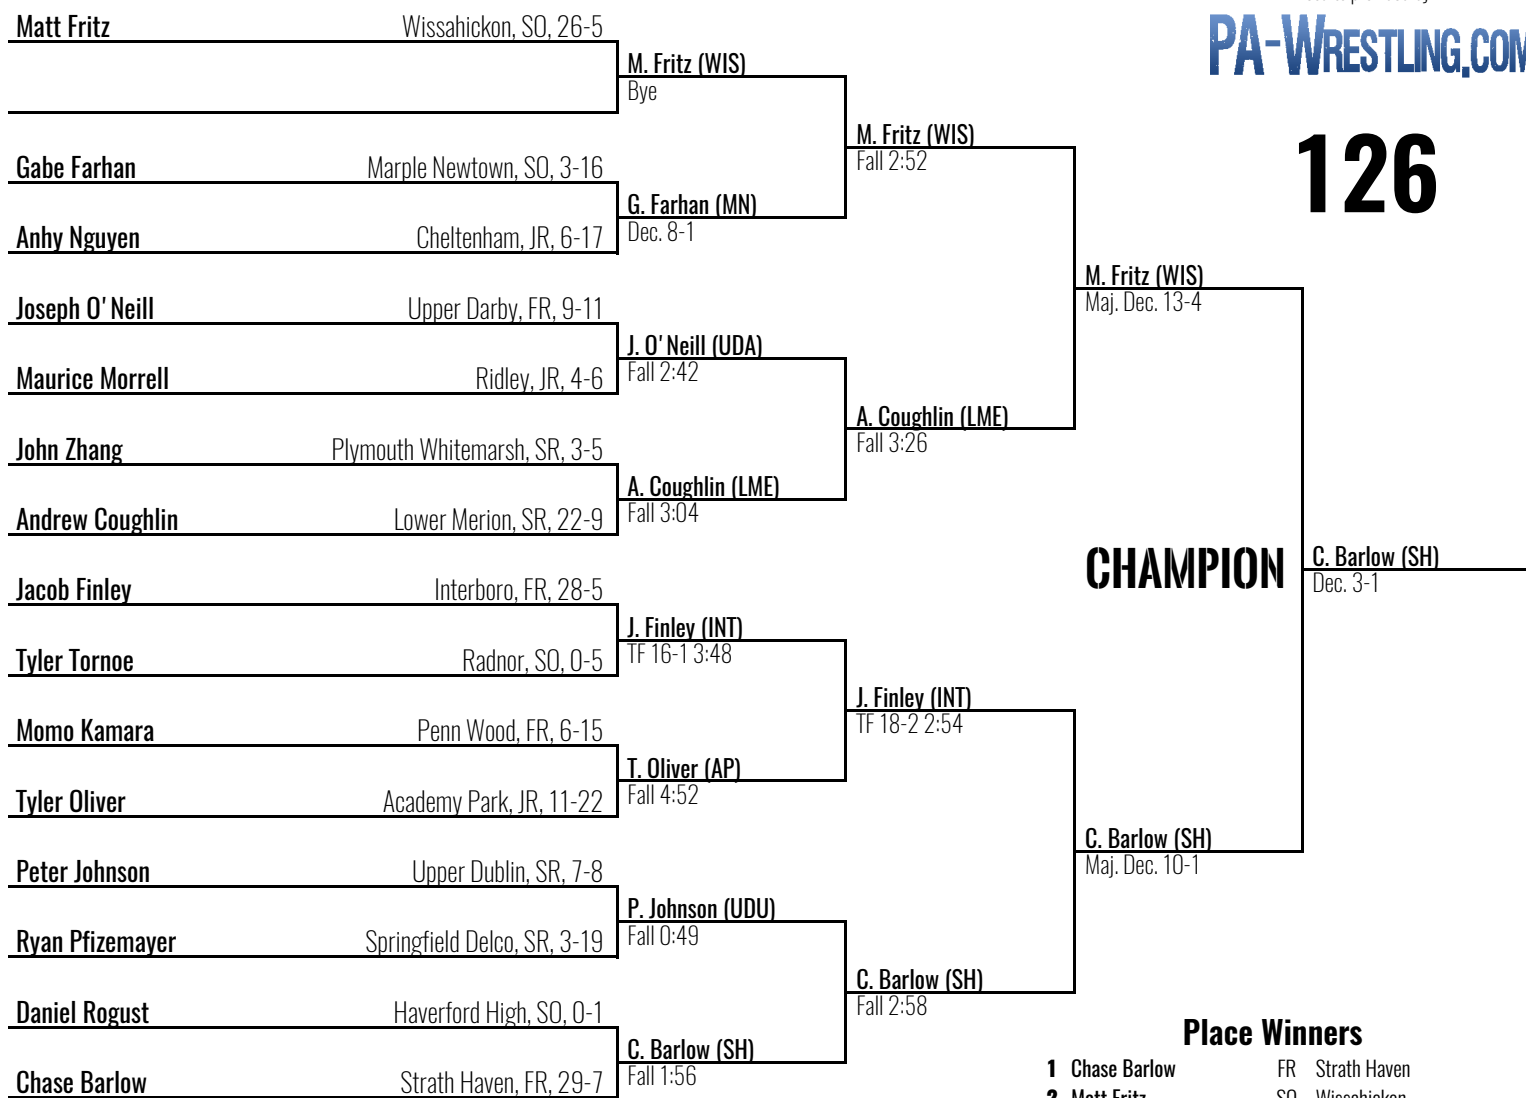 Matt Fritz Wissahickon, SO, 26-5
M. Fritz (WIS)
Bye
PA-WRESTLING.COM
M. Fritz (WIS)
Fall 2:52
126
Gabe Farhan Marple Newtown, SO, 3-16
G. Farhan (MN)
Dec. 8-1
Anhy Nguyen Cheltenham, JR, 6-17
M. Fritz (WIS)
Maj. Dec. 13-4
Joseph O'Neill Upper Darby, FR, 9-11
J. O'Neill (UDA)
Fall 2:42
Maurice Morrell Ridley, JR, 4-6
A. Coughlin (LME)
Fall 3:26
John Zhang Plymouth Whitemarsh, SR, 3-5
A. Coughlin (LME)
Fall 3:04
Andrew Coughlin Lower Merion, SR, 22-9
CHAMPION
C. Barlow (SH)
Dec. 3-1
Jacob Finley Interboro, FR, 28-5
J. Finley (INT)
TF 16-1 3:48
Tyler Tornoe Radnor, SO, 0-5
J. Finley (INT)
TF 18-2 2:54
Momo Kamara Penn Wood, FR, 6-15
T. Oliver (AP)
Fall 4:52
Tyler Oliver Academy Park, JR, 11-22
C. Barlow (SH)
Maj. Dec. 10-1
Peter Johnson Upper Dublin, SR, 7-8
P. Johnson (UDU)
Fall 0:49
Ryan Pfizemayer Springfield Delco, SR, 3-19
C. Barlow (SH)
Fall 2:58
Daniel Rogust Haverford High, SO, 0-1
C. Barlow (SH)
Fall 1:56
Chase Barlow Strath Haven, FR, 29-7
Place Winners
1 Chase Barlow FR Strath Haven
2 Matt Fritz SO Wissahickon